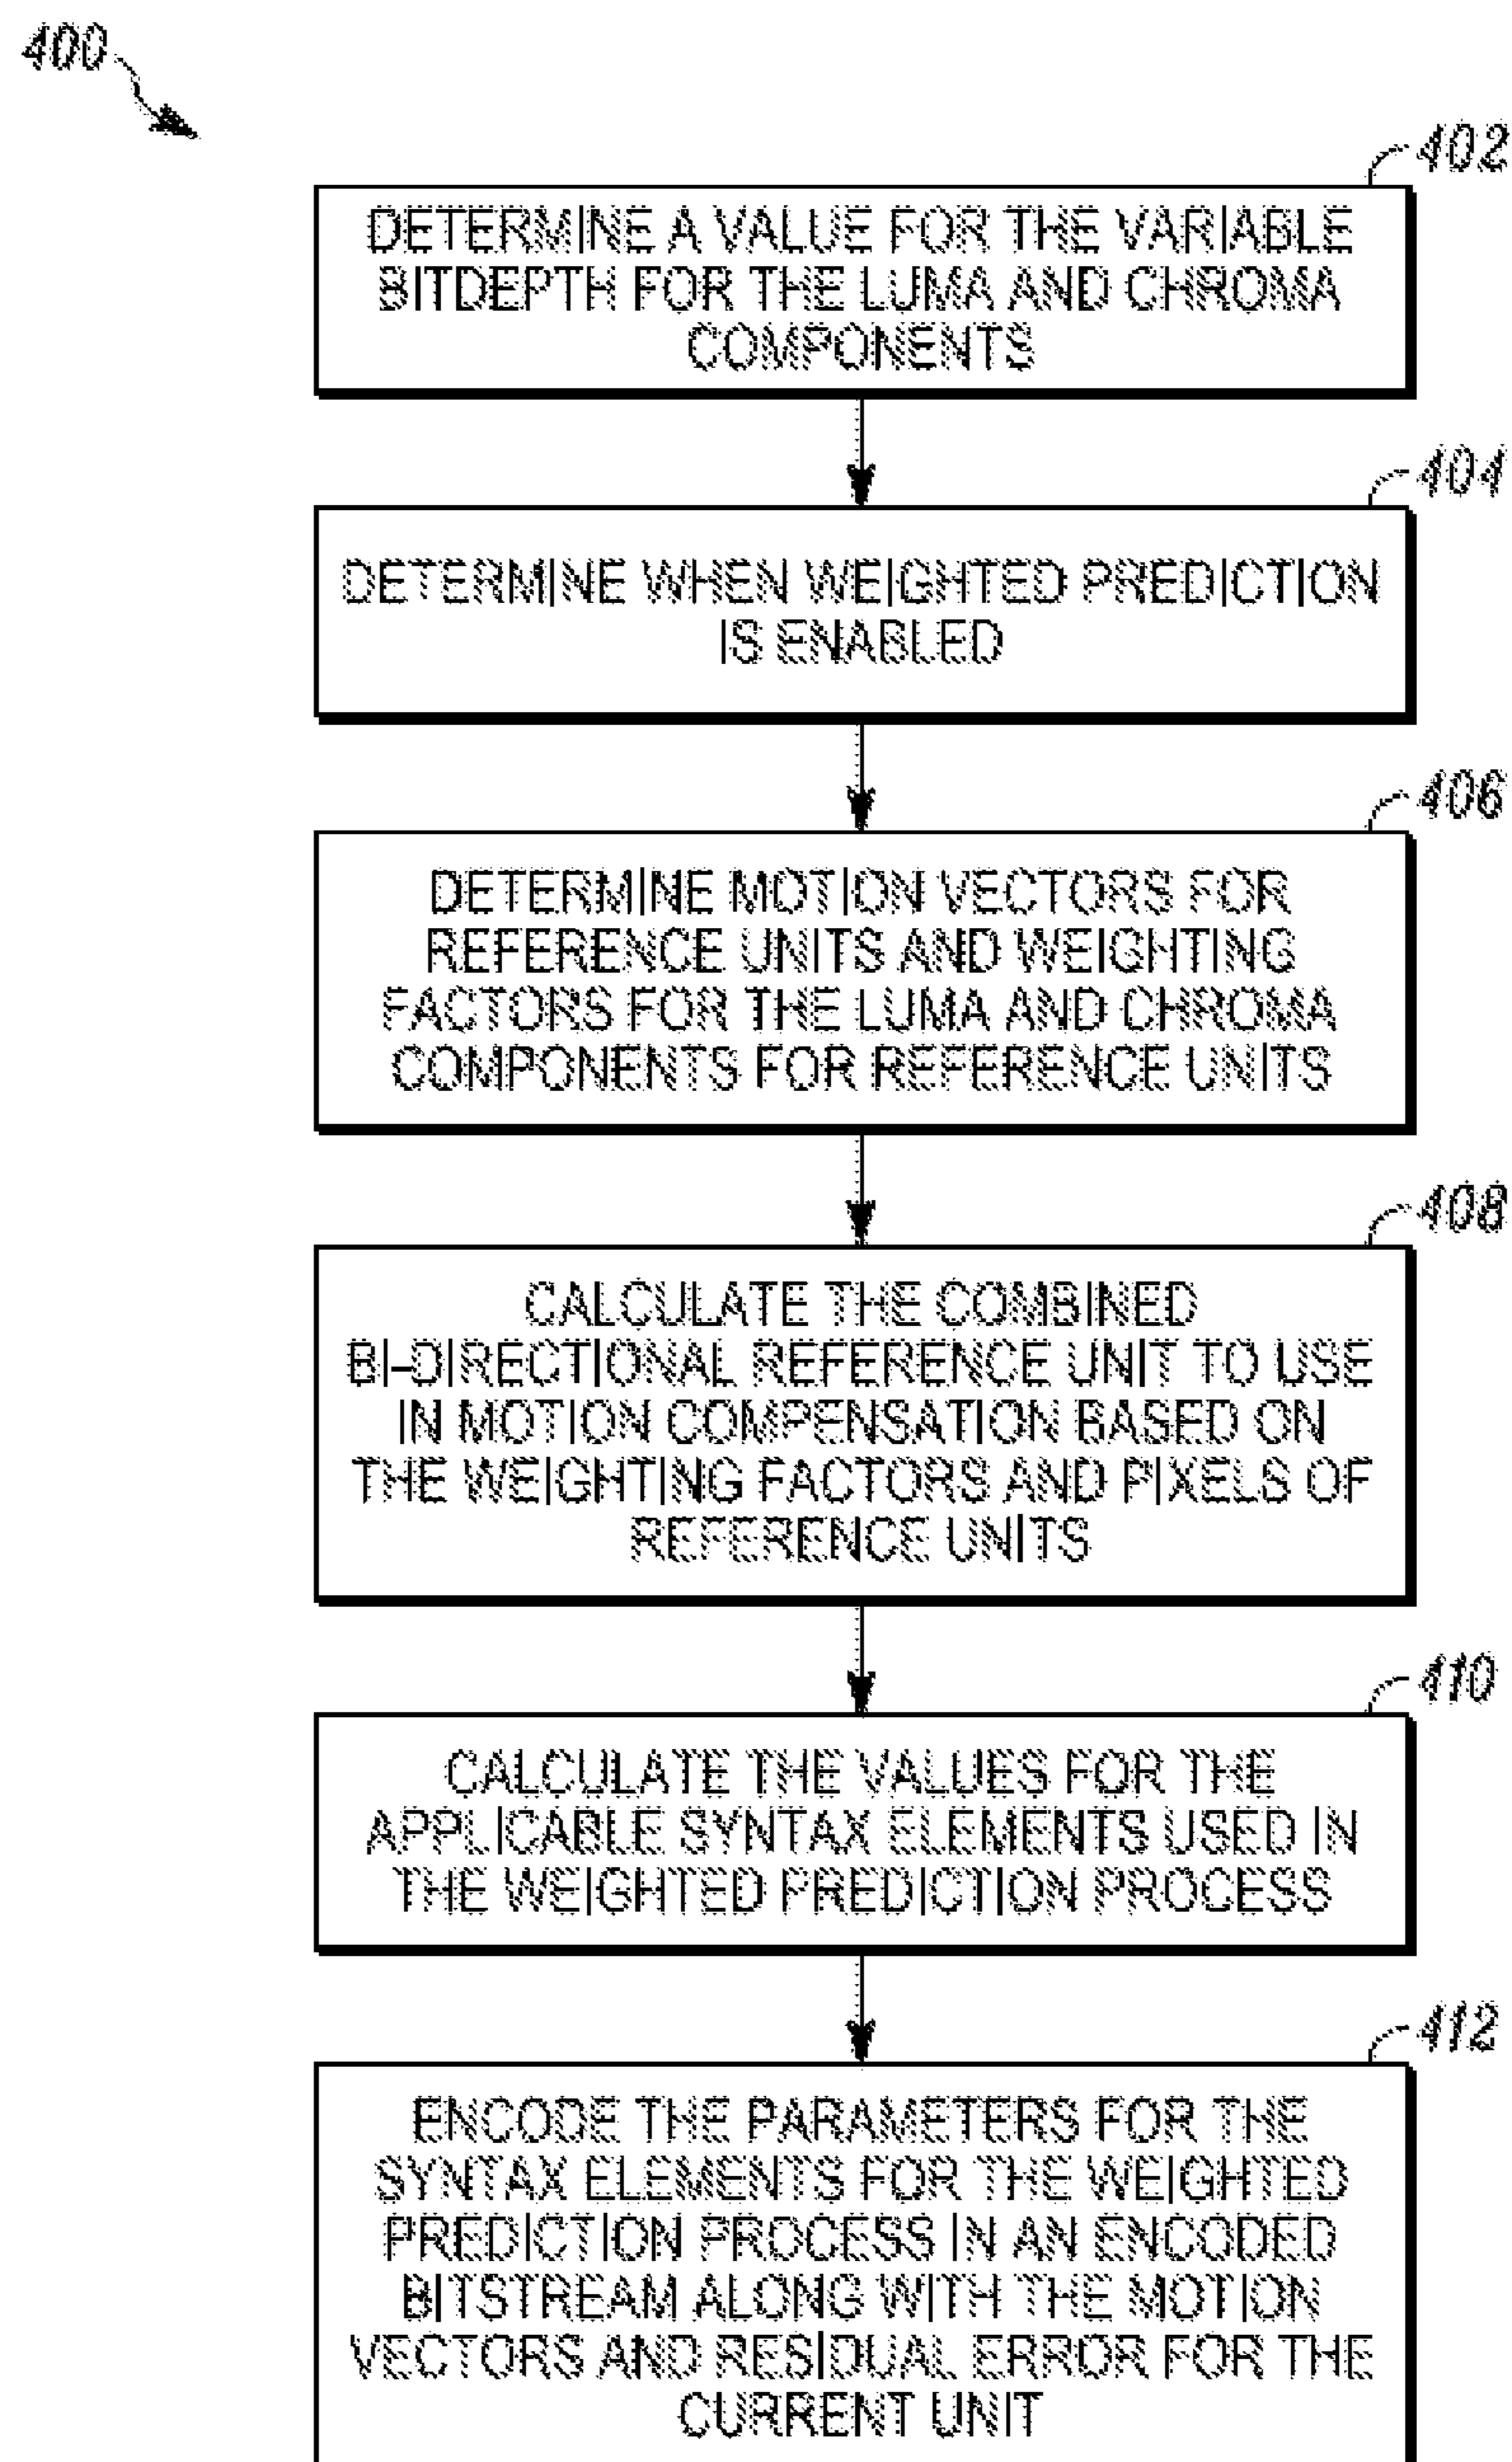 400
402
DETERMINE A VALUE FOR THE VARIABLE
BITDEPTH FOR THE LUMA AND CHROMA
COMPONENTS
404
DETERMINE WHEN WEIGHTED PREDICTION
IS ENABLED
406
DETERMINE MOTION VECTORS FOR
REFERENCE UNITS AND WEIGHTING
FACTORS FOR THE LUMA AND CHROMA
COMPONENTS FOR REFERENCE UNITS
408
CALCULATE THE COMBINED
BI-DIRECTIONAL REFERENCE UNIT TO USE
IN MOTION COMPENSATION BASED ON
THE WEIGHTING FACTORS AND PIXELS OF
REFERENCE UNITS
410
CALCULATE THE VALUES FOR THE
APPLICABLE SYNTAX ELEMENTS USED IN
THE WEIGHTED PREDICTION PROCESS
412
ENCODE THE PARAMETERS FOR THE
SYNTAX ELEMENTS FOR THE WEIGHTED
PREDICTION PROCESS IN AN ENCODED
BITSTREAM ALONG WITH THE MOTION
VECTORS AND RESIDUAL ERROR FOR THE
CURRENT UNIT